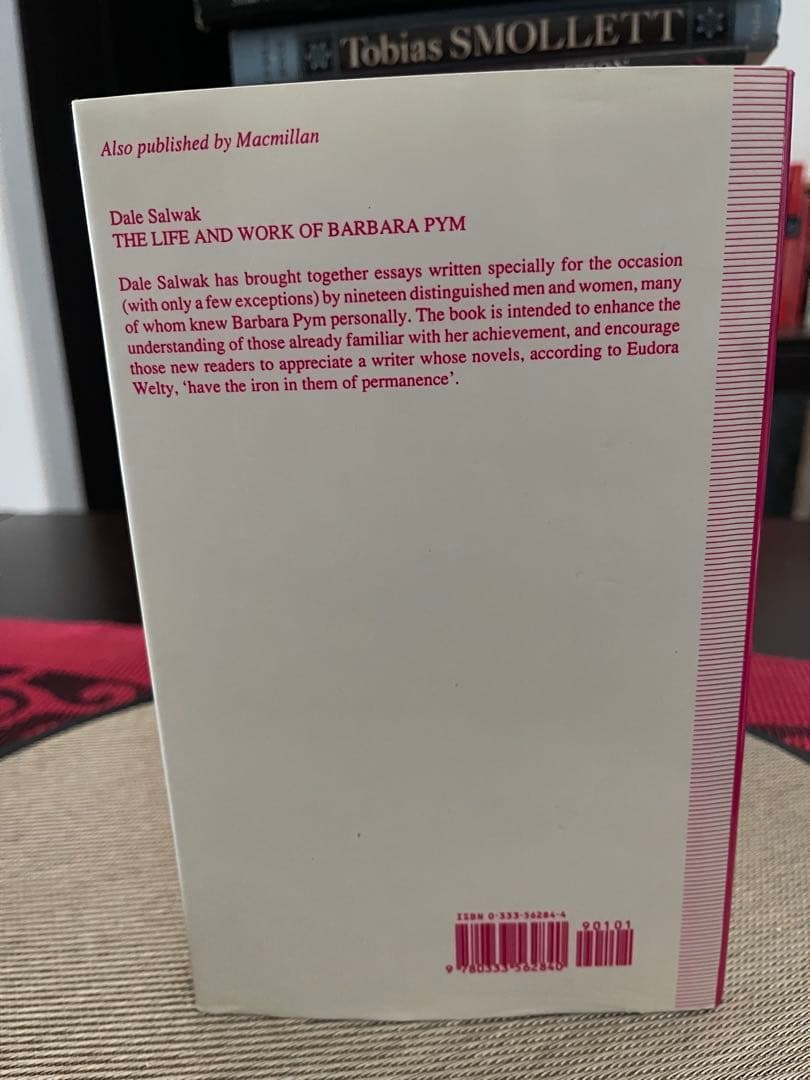 Tobias SMOLLETT
Also published by Macmillan
Dale Salwak
THE LIFE AND WORK OF BARBARA PYM
Dale Salwak has brought together essays written specially for the occasion
(with only a few exceptions) by nineteen distinguished men and women, many
of whom knew Barbara Pym personally. The book is intended to enhance the
understanding of those already familiar with her achievement, and encourage
those new readers to appreciate a writer whose novels, according to Eudora
Welty, ‘have the iron in them of permanence’.
ISBN 0-333-56284-4
90101
9 780333 562840